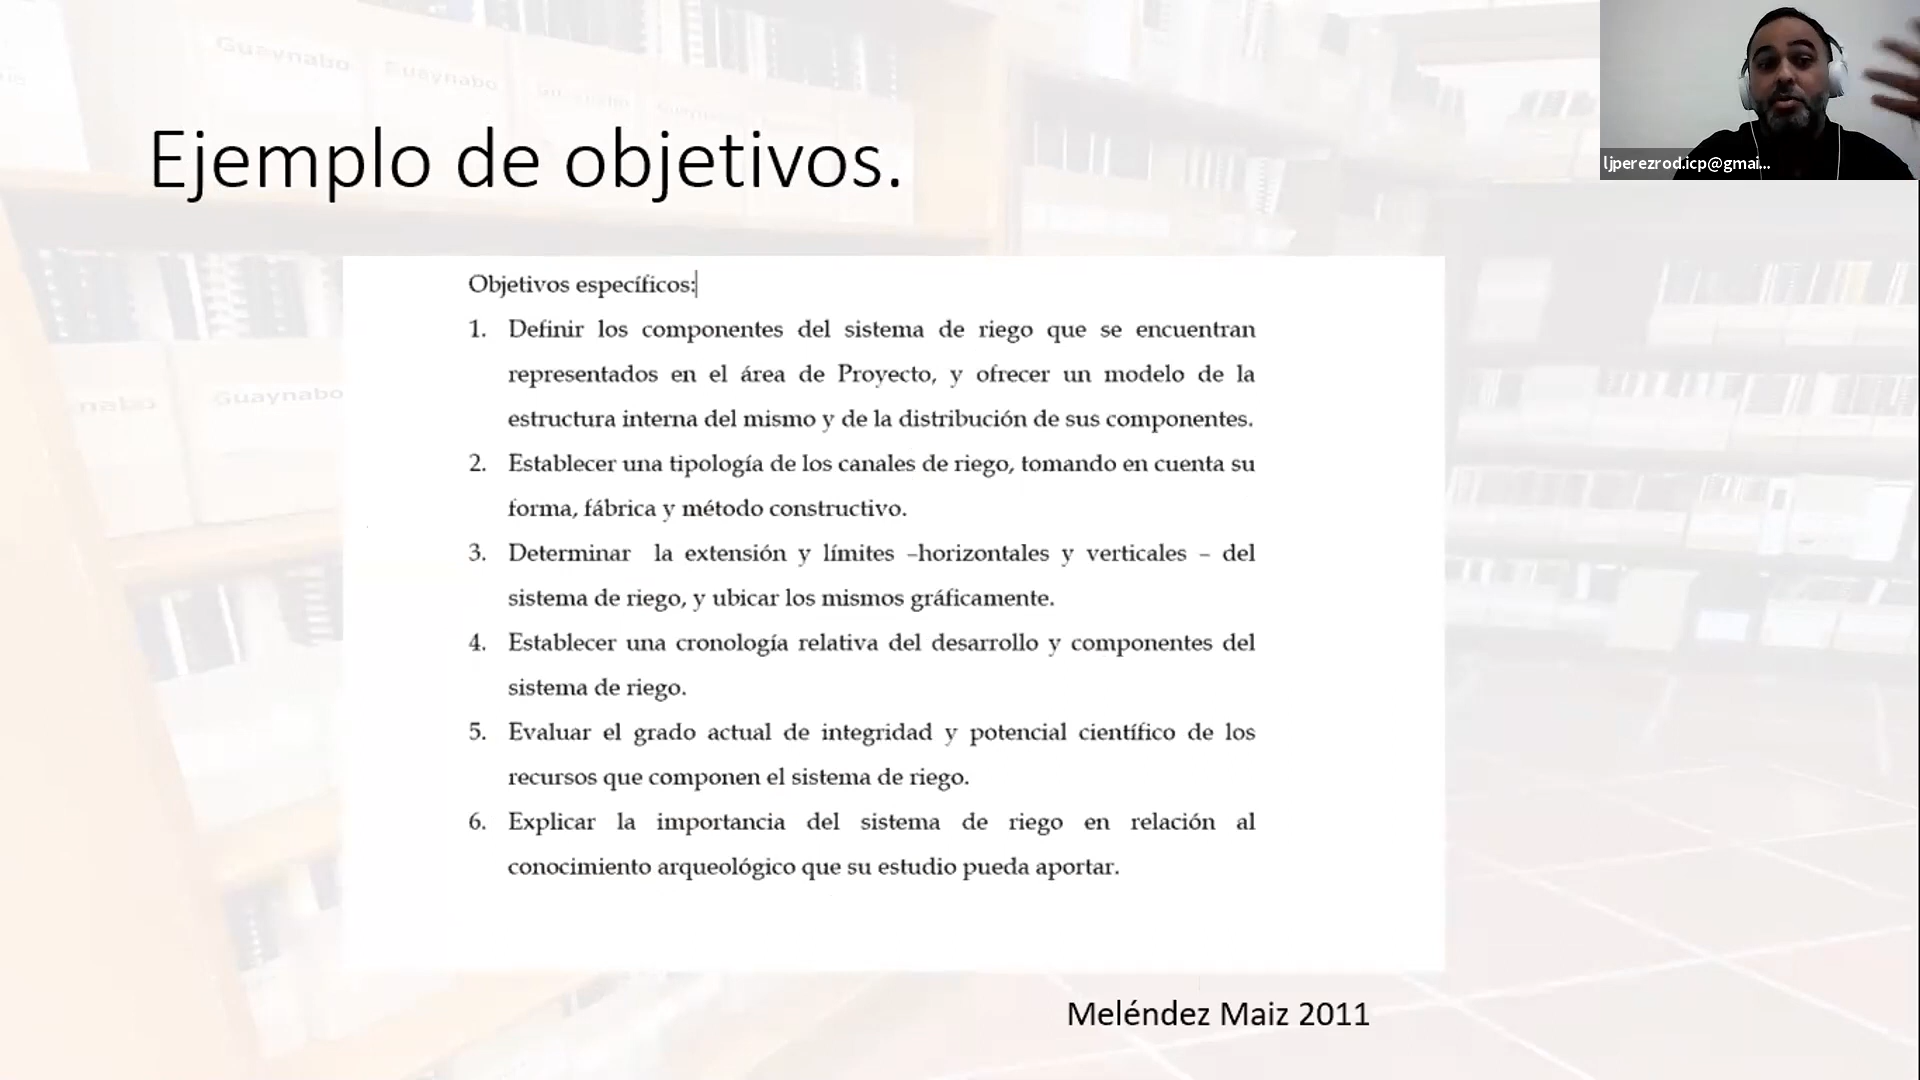 Guaynabo
Guaynabo
Guaynabo
Guaynabo
ljperezrod.icp@gmai...
Ejemplo de objetivos.
Objetivos específicos:
1. Definir los componentes del sistema de riego que se encuentran
representados en el área de Proyecto, y ofrecer un modelo de la
estructura interna del mismo y de la distribución de sus componentes.
2. Establecer una tipología de los canales de riego, tomando en cuenta su
forma, fábrica y método constructivo.
3. Determinar la extensión y límites –horizontales y verticales – del
sistema de riego, y ubicar los mismos gráficamente.
4. Establecer una cronología relativa del desarrollo y componentes del
sistema de riego.
5. Evaluar el grado actual de integridad y potencial científico de los
recursos que componen el sistema de riego.
6. Explicar la importancia del sistema de riego en relación al
conocimiento arqueológico que su estudio pueda aportar.
nabo
Guaynabo
Meléndez Maiz 2011